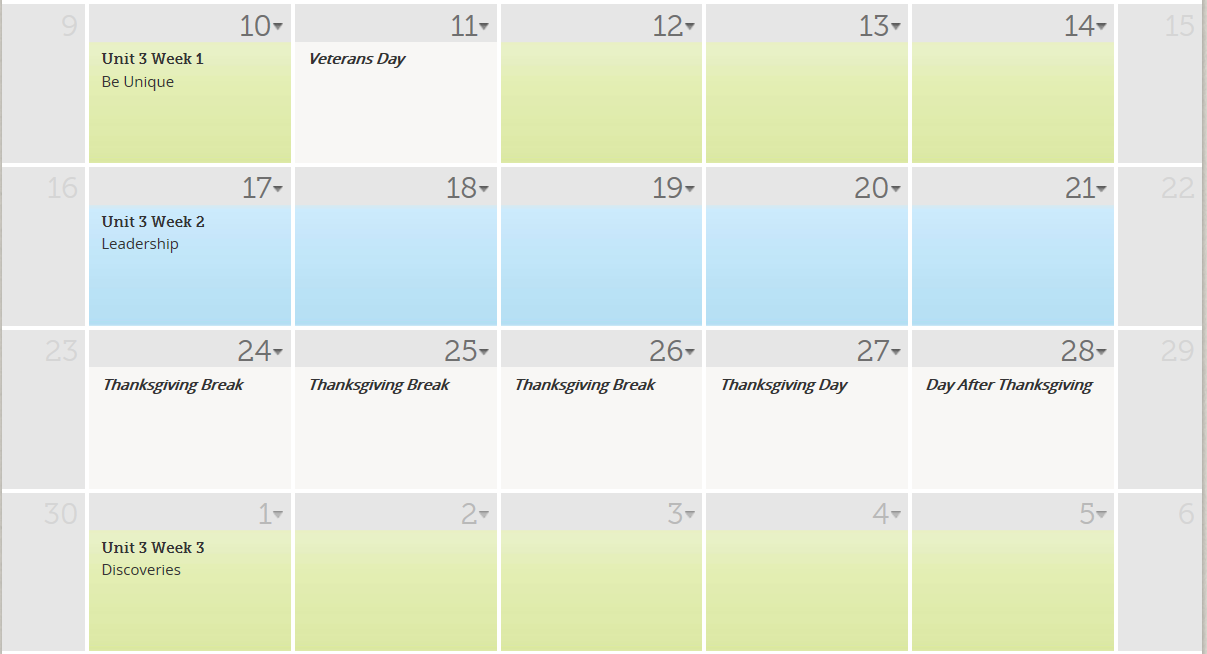 9 10 11 12 13 14 15
Unit 3 Week 1 Veterans Day
Be Unique
16 17 18 19 20 21 22
Unit 3 Week 2
Leadership
23 24 25 26 27 28 29
Thanksgiving Break Thanksgiving Break Thanksgiving Break Thanksgiving Day Day After Thanksgiving
30 1 2 3 4 5 6
Unit 3 Week 3
Discoveries